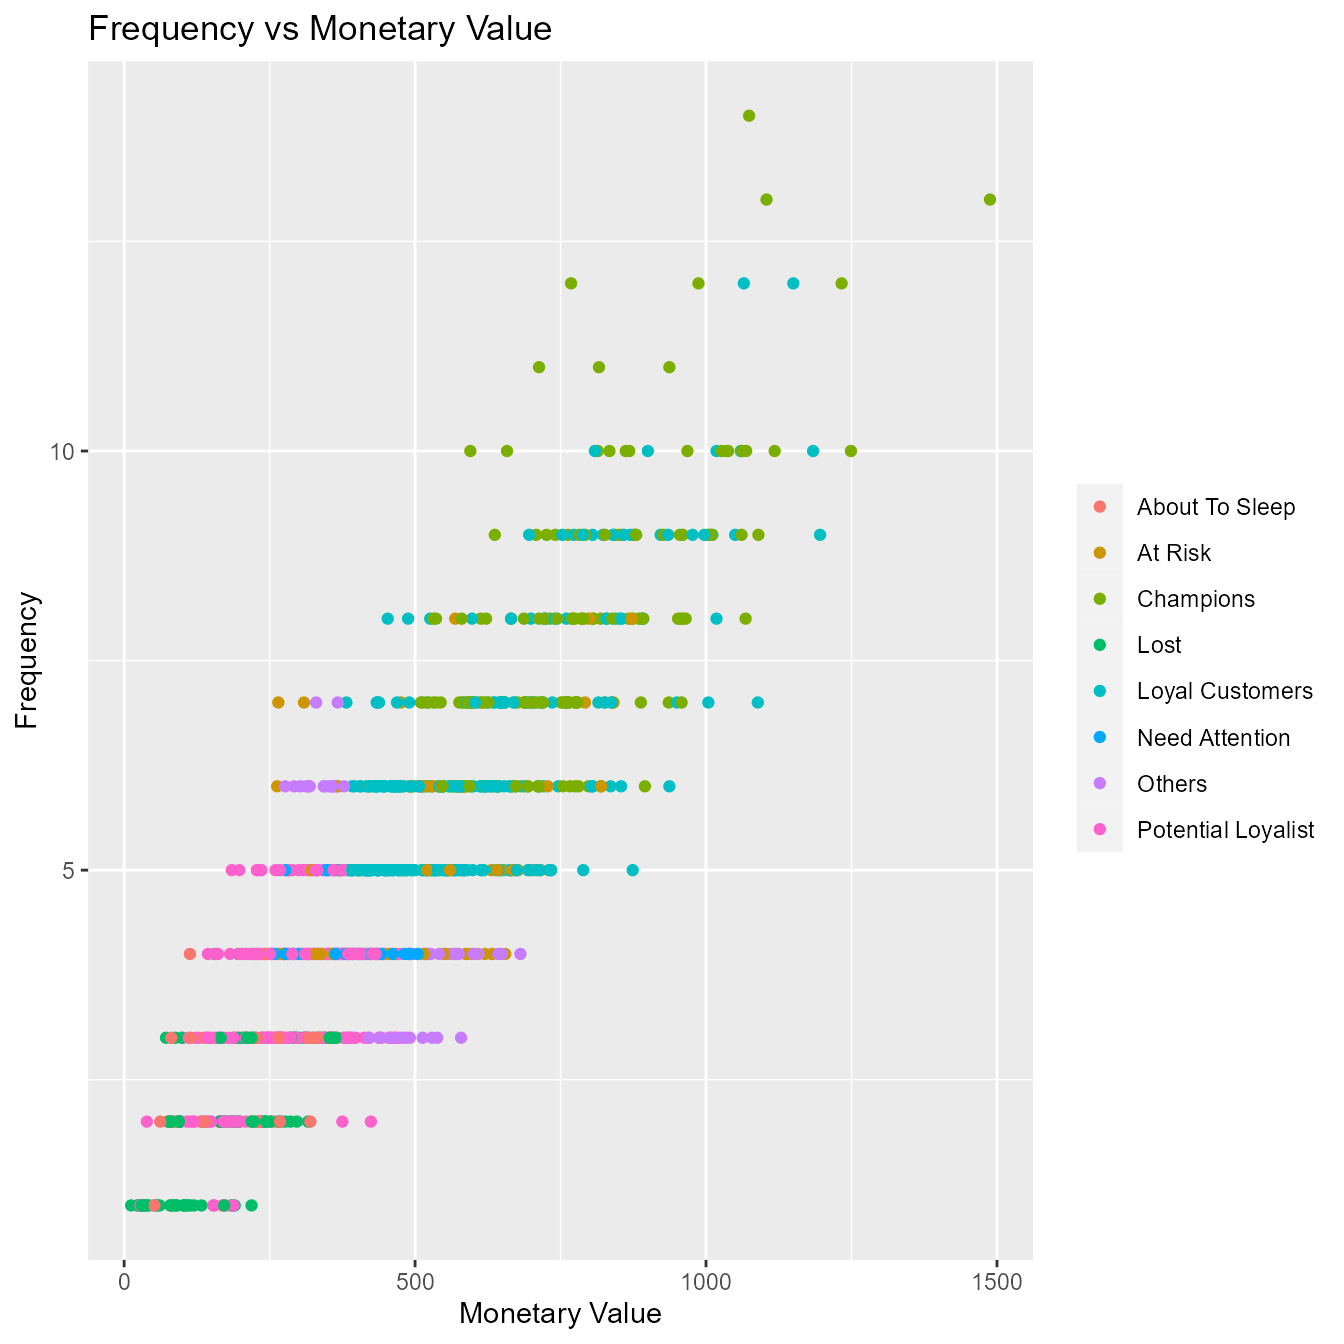 Frequency vs Monetary Value
Frequency
10
5
0
500
1000
1500
Monetary Value
About To Sleep
At Risk
Champions
Lost
Loyal Customers
Need Attention
Others
Potential Loyalist